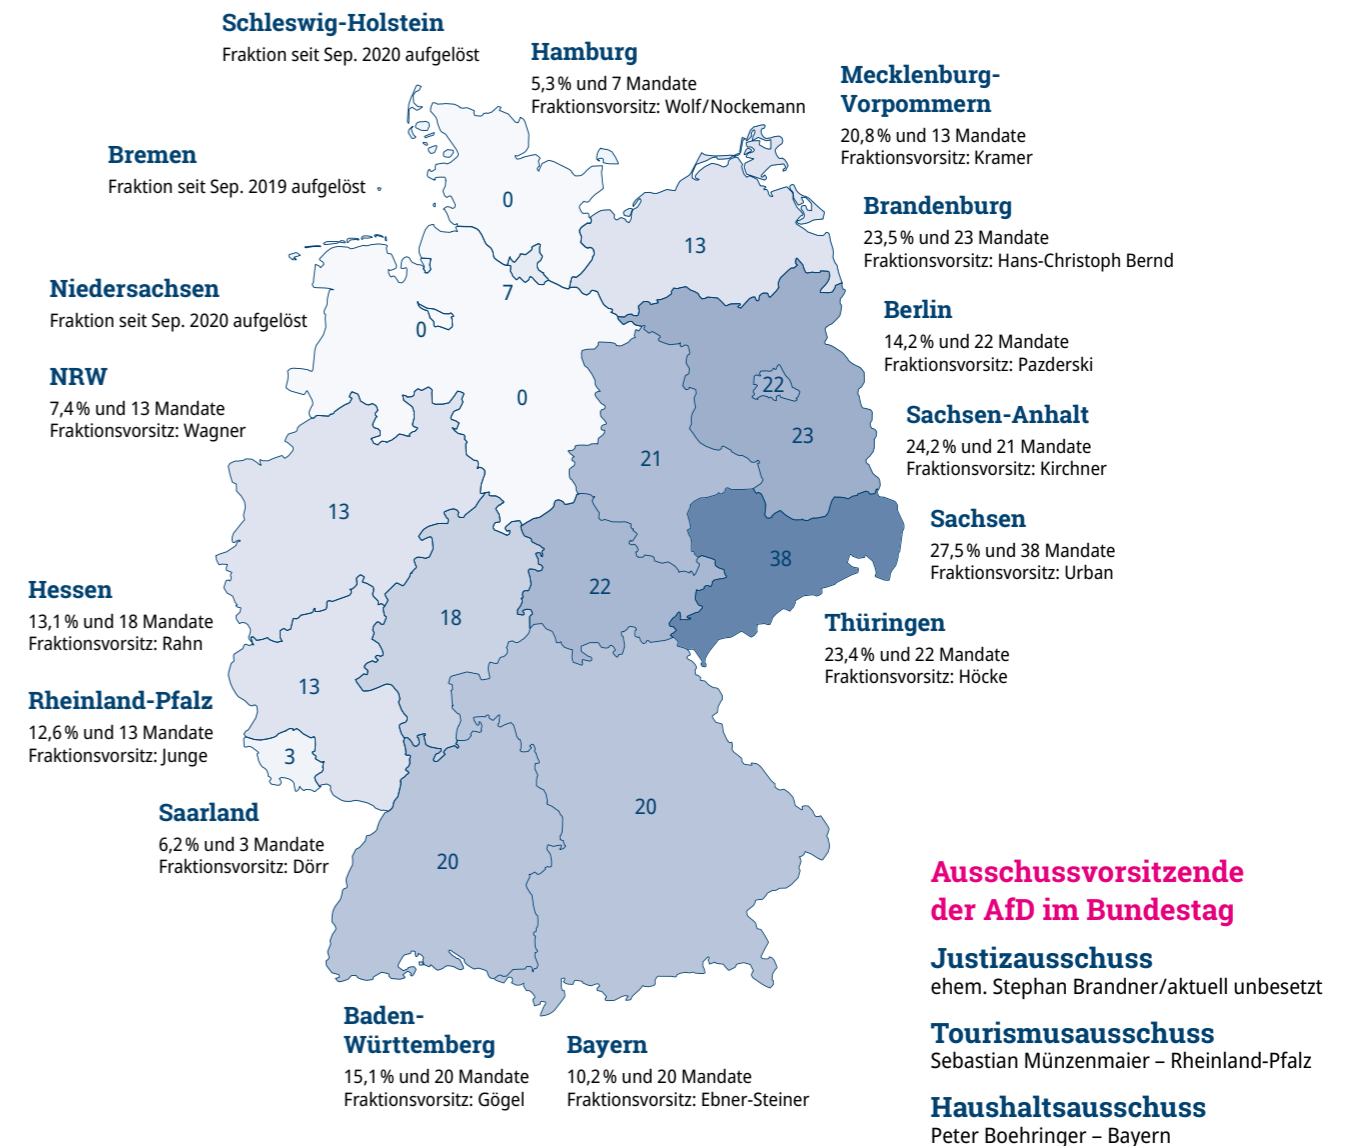 Schleswig-Holstein
Fraktion seit Sep. 2020 aufgelöst
Hamburg
5,3 % und 7 Mandate
Fraktionsvorsitz: Wolf/Nockemann
Mecklenburg-
Vorpommern
20,8 % und 13 Mandate
Fraktionsvorsitz: Kramer
Bremen
Fraktion seit Sep. 2019 aufgelöst
Brandenburg
23,5 % und 23 Mandate
Fraktionsvorsitz: Hans-Christoph Bernd
Niedersachsen
Fraktion seit Sep. 2020 aufgelöst
Berlin
14,2 % und 22 Mandate
Fraktionsvorsitz: Pazderski
NRW
7,4 % und 13 Mandate
Fraktionsvorsitz: Wagner
Sachsen-Anhalt
24,2 % und 21 Mandate
Fraktionsvorsitz: Kirchner
Sachsen
27,5 % und 38 Mandate
Fraktionsvorsitz: Urban
Hessen
13,1 % und 18 Mandate
Fraktionsvorsitz: Rahn
Thüringen
23,4 % und 22 Mandate
Fraktionsvorsitz: Höcke
Rheinland-Pfalz
12,6 % und 13 Mandate
Fraktionsvorsitz: Junge
Saarland
6,2 % und 3 Mandate
Fraktionsvorsitz: Dörr
0
13
7
0
22
0
23
21
13
38
22
18
13
3
20
20
Baden-
Württemberg
15,1 % und 20 Mandate
Fraktionsvorsitz: Gögel
Bayern
10,2 % und 20 Mandate
Fraktionsvorsitz: Ebner-Steiner
Ausschussvorsitzende
der AfD im Bundestag
Justizausschuss
ehem. Stephan Brandner/aktuell unbesetzt
Tourismusausschuss
Sebastian Münzenmaier – Rheinland-Pfalz
Haushaltsausschuss
Peter Boehringer – Bayern